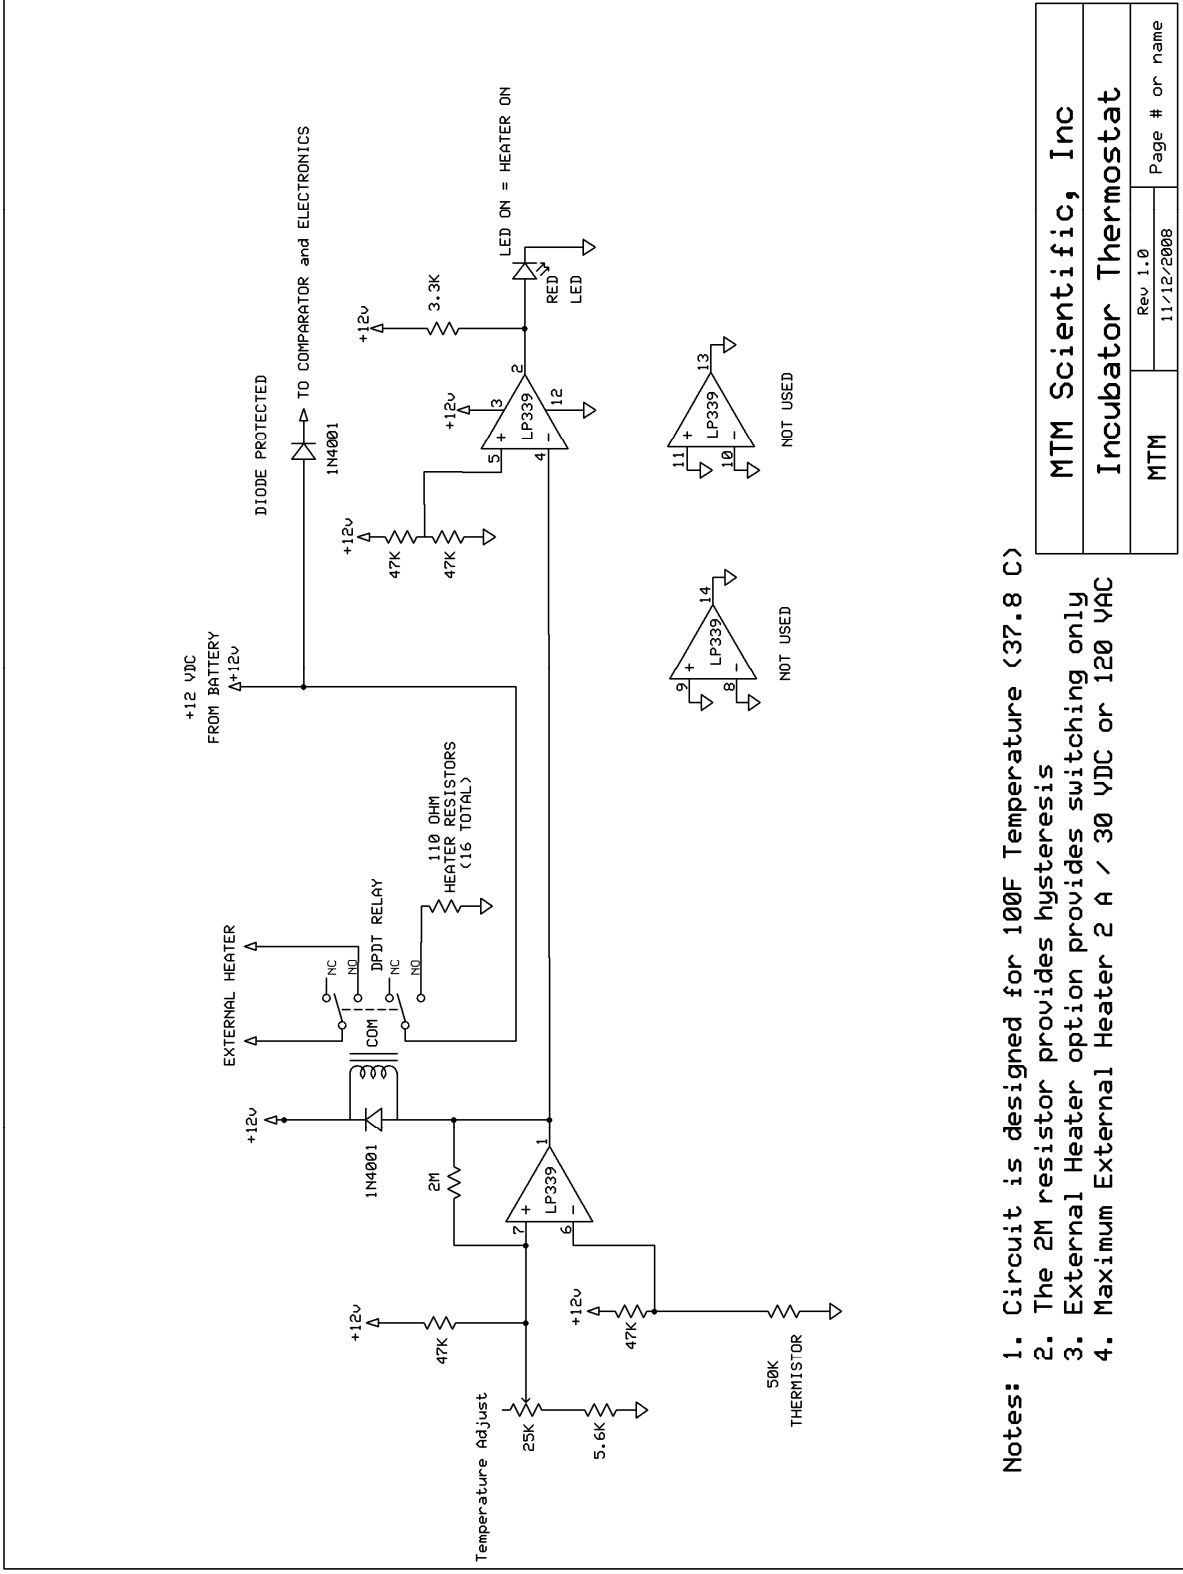 +12 VDC
FROM BATTERY
+12v
DIODE PROTECTED
TO COMPARATOR and ELECTRONICS
1N4001
EXTERNAL HEATER
+12v
1N4001
COM
NC
NO
DPDT RELAY
NC
NO
110 OHM
HEATER RESISTORS
(16 TOTAL)
+12v
47K
47K
+12v
3.3K
+12v
3
5
+
LP339
4
-
2
12
LED ON = HEATER ON
RED
LED
Temperature Adjust
25K
5.6K
+12v
47K
2M
7
+
LP339
6
-
1
+12v
47K
50K
THERMISTOR
9
+
LP339
8
-
14
NOT USED
11
+
LP339
10
-
13
NOT USED
Notes: 1. Circuit is designed for 100F Temperature (37.8 C)
2. The 2M resistor provides hysteresis
3. External Heater option provides switching only
4. Maximum External Heater 2 A / 30 VDC or 120 VAC
MTM Scientific, Inc
Incubator Thermostat
MTM
Rev 1.0
11/12/2008
Page # or name